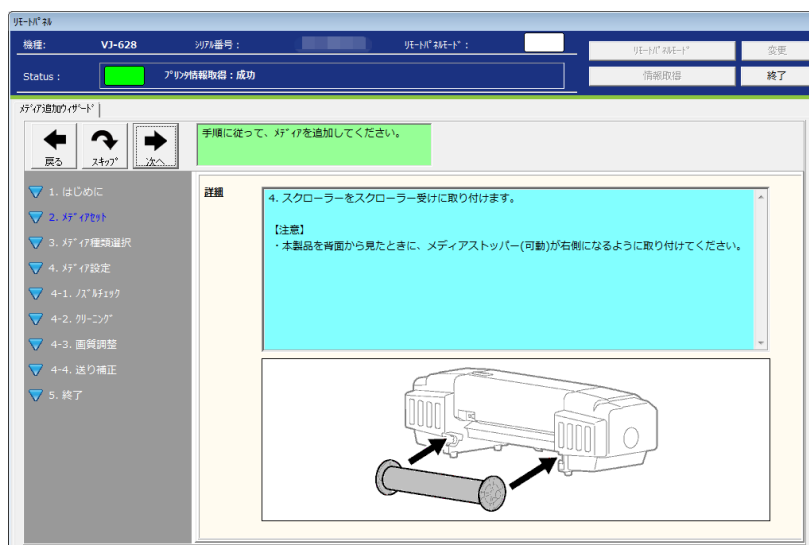 リモートパネル
機種: VJ-628 シリアル番号: リモートパネルモード:
リモートパネルモード 変更
Status: プリンタ情報取得:成功
情報取得 終了
メディア追加ウィザード
戻る スキップ 次へ
手順に従って、メディアを追加してください。
1. はじめに
2. メディアセット
3. メディア種類選択
4. メディア設定
4-1. ノズルチェック
4-2. クリーニング
4-3. 画質調整
4-4. 送り補正
5. 終了
詳細
4. スクローラーをスクローラー受けに取り付けます。
【注意】
・本製品を背面から見たときに、メディアストッパー(可動)が右側になるように取り付けてください。